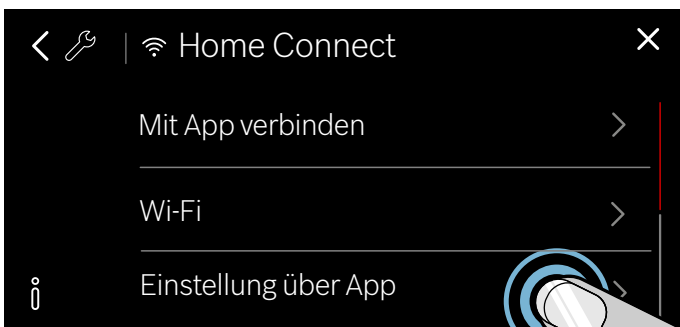 Home Connect
Mit App verbinden
Wi-Fi
Einstellung über App